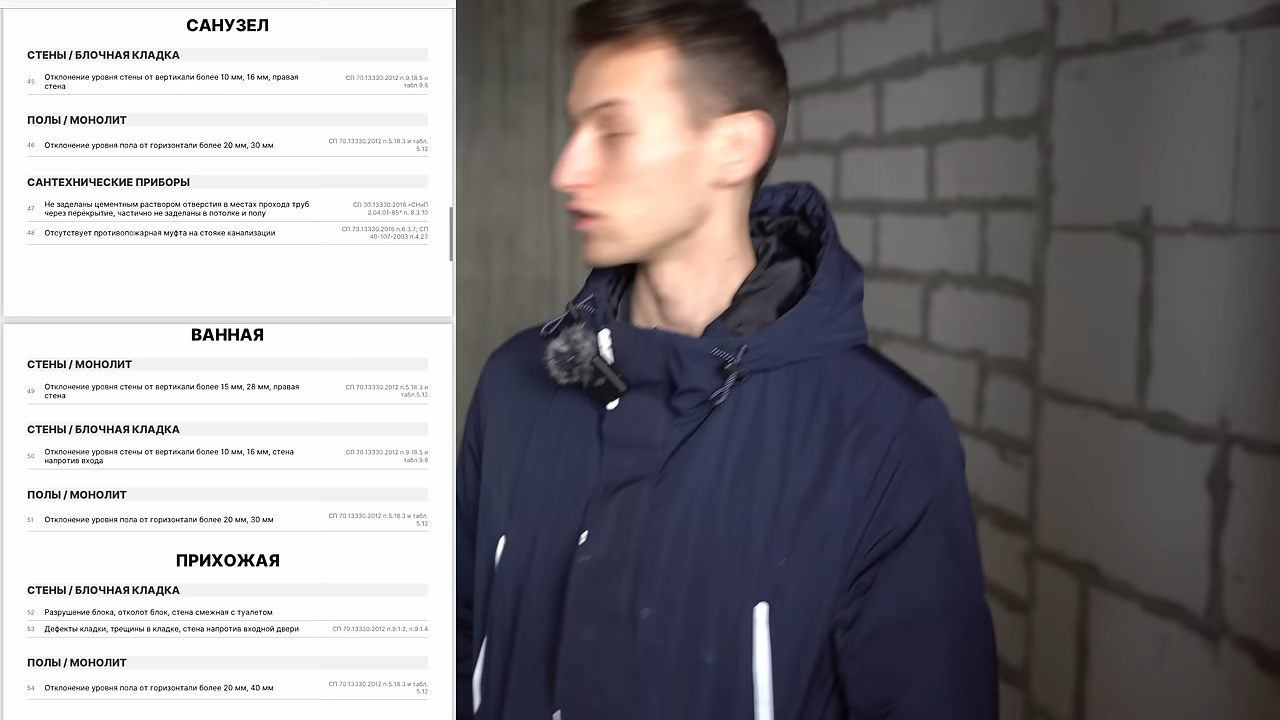 САНУЗЕЛ
СТЕНЫ / БЛОЧНАЯ КЛАДКА
45 Отклонение уровня стены от вертикали более 10 мм, 16 мм, правая СП 70.13330.2012 п.9.18.5 и
стена табл.9.8
ПОЛЫ / МОНОЛИТ
46 Отклонение уровня пола от горизонтали более 20 мм, 30 мм СП 70.13330.2012 п.5.18.3 и табл.
5.12
САНТЕХНИЧЕСКИЕ ПРИБОРЫ
47 Не заделаны цементным раствором отверстия в местах прохода труб СП 30.13330.2016 «СНиП
через перекрытие, частично не заделаны в потолке и полу 2.04.01-85* п. 8.3.10
48 Отсутствует противопожарная муфта на стояке канализации СП 73.13330.2016 п.6.3.7; СП
40-107-2003 п.4.23
ВАННАЯ
СТЕНЫ / МОНОЛИТ
49 Отклонение уровня стены от вертикали более 15 мм, 28 мм, правая СП 70.13330.2012 п.5.18.3 и
стена табл.5.12
СТЕНЫ / БЛОЧНАЯ КЛАДКА
50 Отклонение уровня стены от вертикали более 10 мм, 16 мм, стена СП 70.13330.2012 п.9.18.5 и
напротив входа табл.9.8
ПОЛЫ / МОНОЛИТ
51 Отклонение уровня пола от горизонтали более 20 мм, 30 мм СП 70.13330.2012 п.5.18.3 и табл.
5.12
ПРИХОЖАЯ
СТЕНЫ / БЛОЧНАЯ КЛАДКА
52 Разрушение блока, отколот блок, стена смежная с туалетом
53 Дефекты кладки, трещины в кладке, стена напротив входной двери СП 70.13330.2012 п.9.1.2, п.9.1.4
ПОЛЫ / МОНОЛИТ
54 Отклонение уровня пола от горизонтали более 20 мм, 40 мм СП 70.13330.2012 п.5.18.3 и табл.
5.12